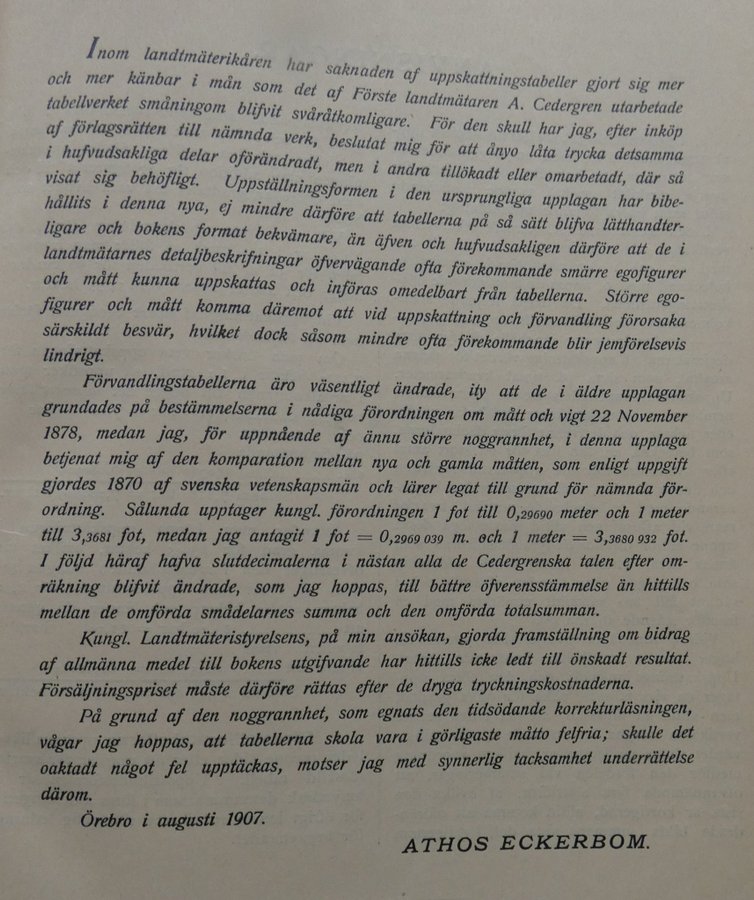 Inom landtmäterikåren har saknaden af uppskattningstabeller gjort sig mer
och mer känbar i mån som det af Förste landtmätaren A. Cedergren utarbetade
tabellverket småningom blifvit svåråtkomligare. För den skull har jag, efter inköp
af förlagsrätten till nämnda verk, beslutat mig för att ånyo låta trycka detsamma
i hufvudsakliga delar oförändradt, men i andra tillökadt eller omarbetadt, där så
visat sig behöfligt. Uppställningsformen i den ursprungliga upplagan har bibe-
hållits i denna nya, ej mindre därföre att tabellerna på så sätt blifva lätthandter-
ligare och bokens format bekvämare, än äfven och hufvudsakligen därföre att de i
landtmätarnes detaljbeskrifningar öfvervägande ofta förekommande smärre egofigurer
och mått kunna uppskattas och införas omedelbart från tabellerna. Större ego-
figurer och mått komma däremot att vid uppskattning och förvandling förorsaka
särskildt besvär, hvilket dock såsom mindre ofta förekommande blir jemförelsevis
lindrigt.
Förvandlingstabellerna äro väsentligt ändrade, ity att de i äldre upplagan
grundades på bestämmelserna i nådiga förordningen om mått och vigt 22 November
1878, medan jag, för uppnående af ännu större noggrannhet, i denna upplaga
betjenat mig af den komparation mellan nya och gamla måtten, som enligt uppgift
gjordes 1870 af svenska vetenskapsmän och lärer legat till grund för nämnda för-
ordning. Sålunda upptager kungl. förordningen 1 fot till 0,29690 meter och 1 meter
till 3,3681 fot, medan jag antagit 1 fot = 0,2969 039 m. och 1 meter = 3,3680 932 fot.
I följd häraf hafva slutdecimalerna i nästan alla de Cedergrenska talen efter om-
räkning blifvit ändrade, som jag hoppas, till bättre öfverensstämmelse än hittills
mellan de omförda smådelarnes summa och den omförda totalsumman.
Kungl. Landtmäteristyrelsens, på min ansökan, gjorda framställning om bidrag
af allmänna medel till bokens utgifvande har hittills icke ledt till önskadt resultat.
Försäljningspriset måste därföre rättas efter de dryga tryckningskostnaderna.
På grund af den noggrannhet, som egnats den tidsödande korrekturläsningen,
vågar jag hoppas, att tabellerna skola vara i görligaste måtto felfria; skulle det
oaktadt något fel upptäckas, motser jag med synnerlig tacksamhet underrättelse
därom.
Örebro i augusti 1907.
ATHOS ECKERBOM.